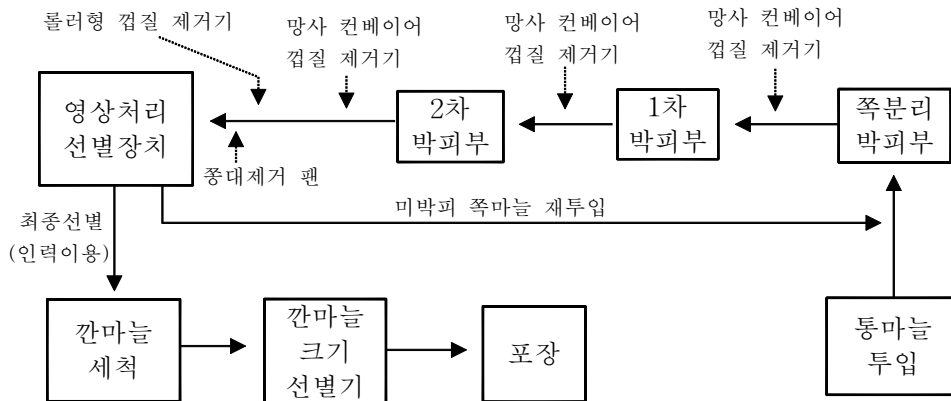 롤러형 껍질 제거기
망사 컨베이어
껍질 제거기
망사 컨베이어
껍질 제거기
망사 컨베이어
껍질 제거기
영상처리
선별장치
2차
박피부
1차
박피부
쪽분리
박피부
쫑대제거 팬
미박피 쪽마늘 재투입
최종선별
(인력이용)
깐마늘
세척
깐마늘
크기
선별기
포장
통마늘
투입